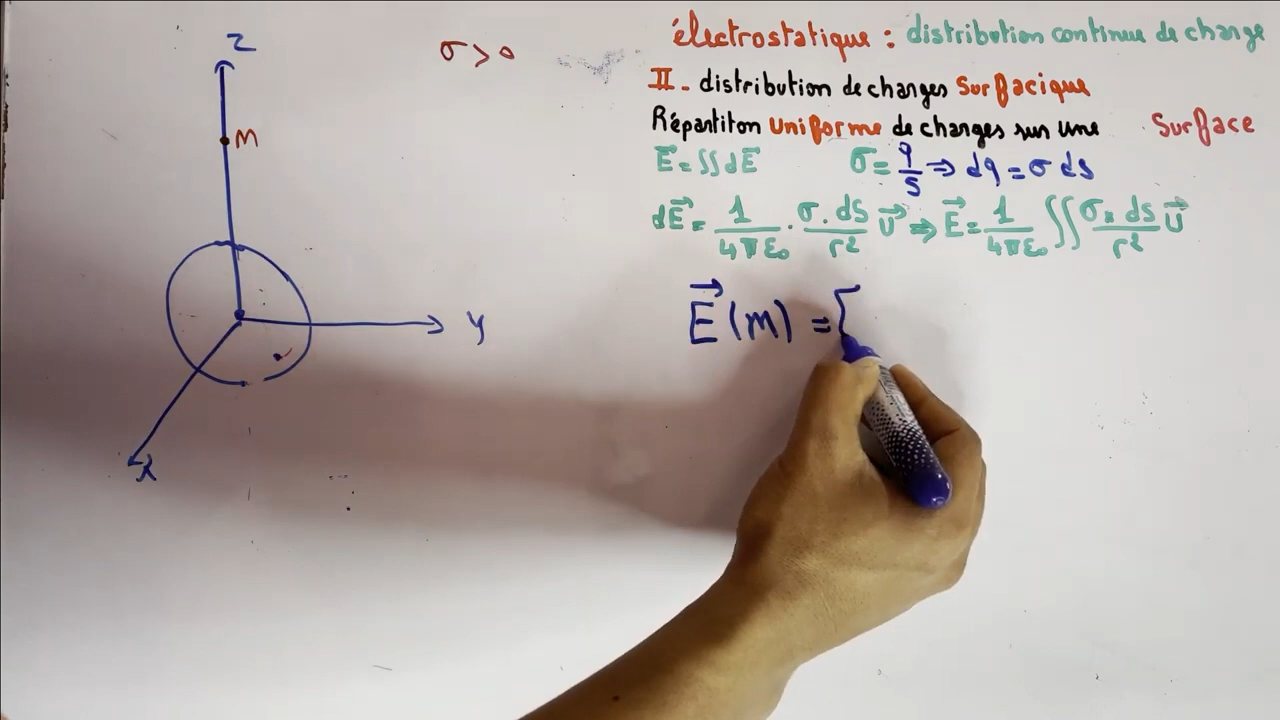 électrostatique : distribution continue de charge
II - distribution de charges surfacique
Répartiton uniforme de charges sur une surface
E⃗ = ∬ dE⃗ σ = q/s ⇒ dq = σ ds
dE⃗ = 1/4πε₀ . σ. ds/r² U⃗ ⇒ E⃗ = 1/4πε₀ ∬ σ x ds/r² U⃗
E⃗ (M) =
σ > 0
Z
M
y
x